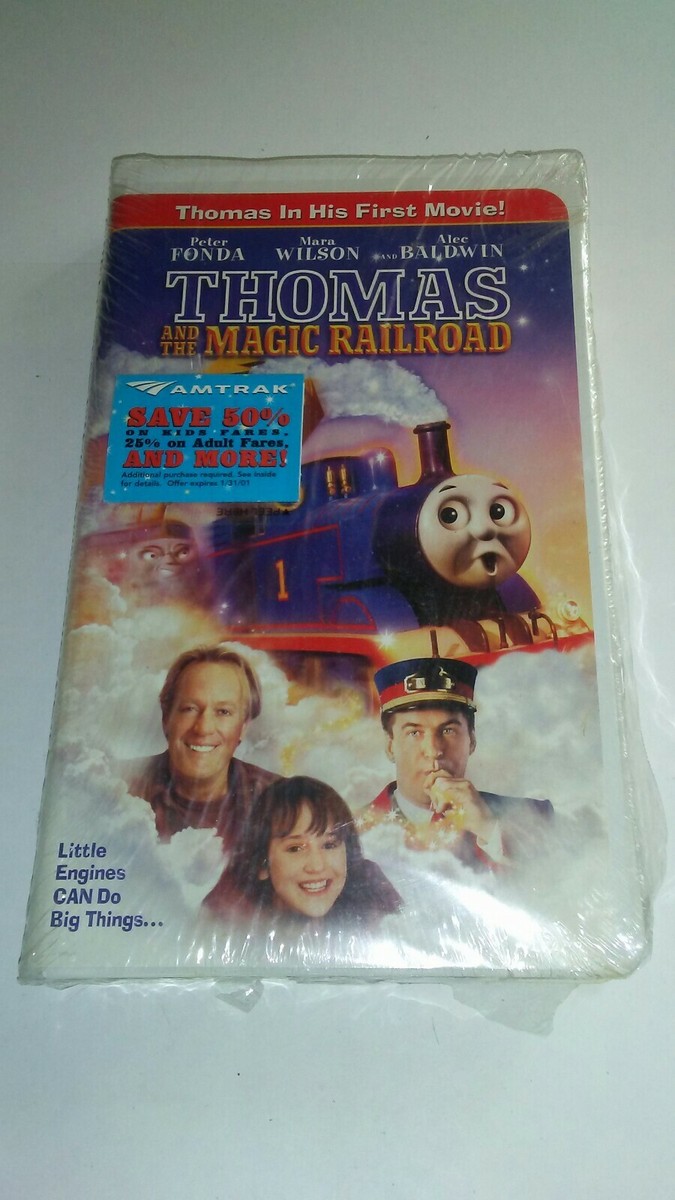 Thomas In His First Movie!
Peter FONDA Mara WILSON AND Alec BALDWIN
THOMAS
AND THE MAGIC RAILROAD
AMTRAK
SAVE 50%
ON KIDS FARES,
25% on Adult Fares,
AND MORE!
Additional purchase required. See inside
for details. Offer expires 1/31/01
PEEL HERE
1
Little
Engines
CAN Do
Big Things...